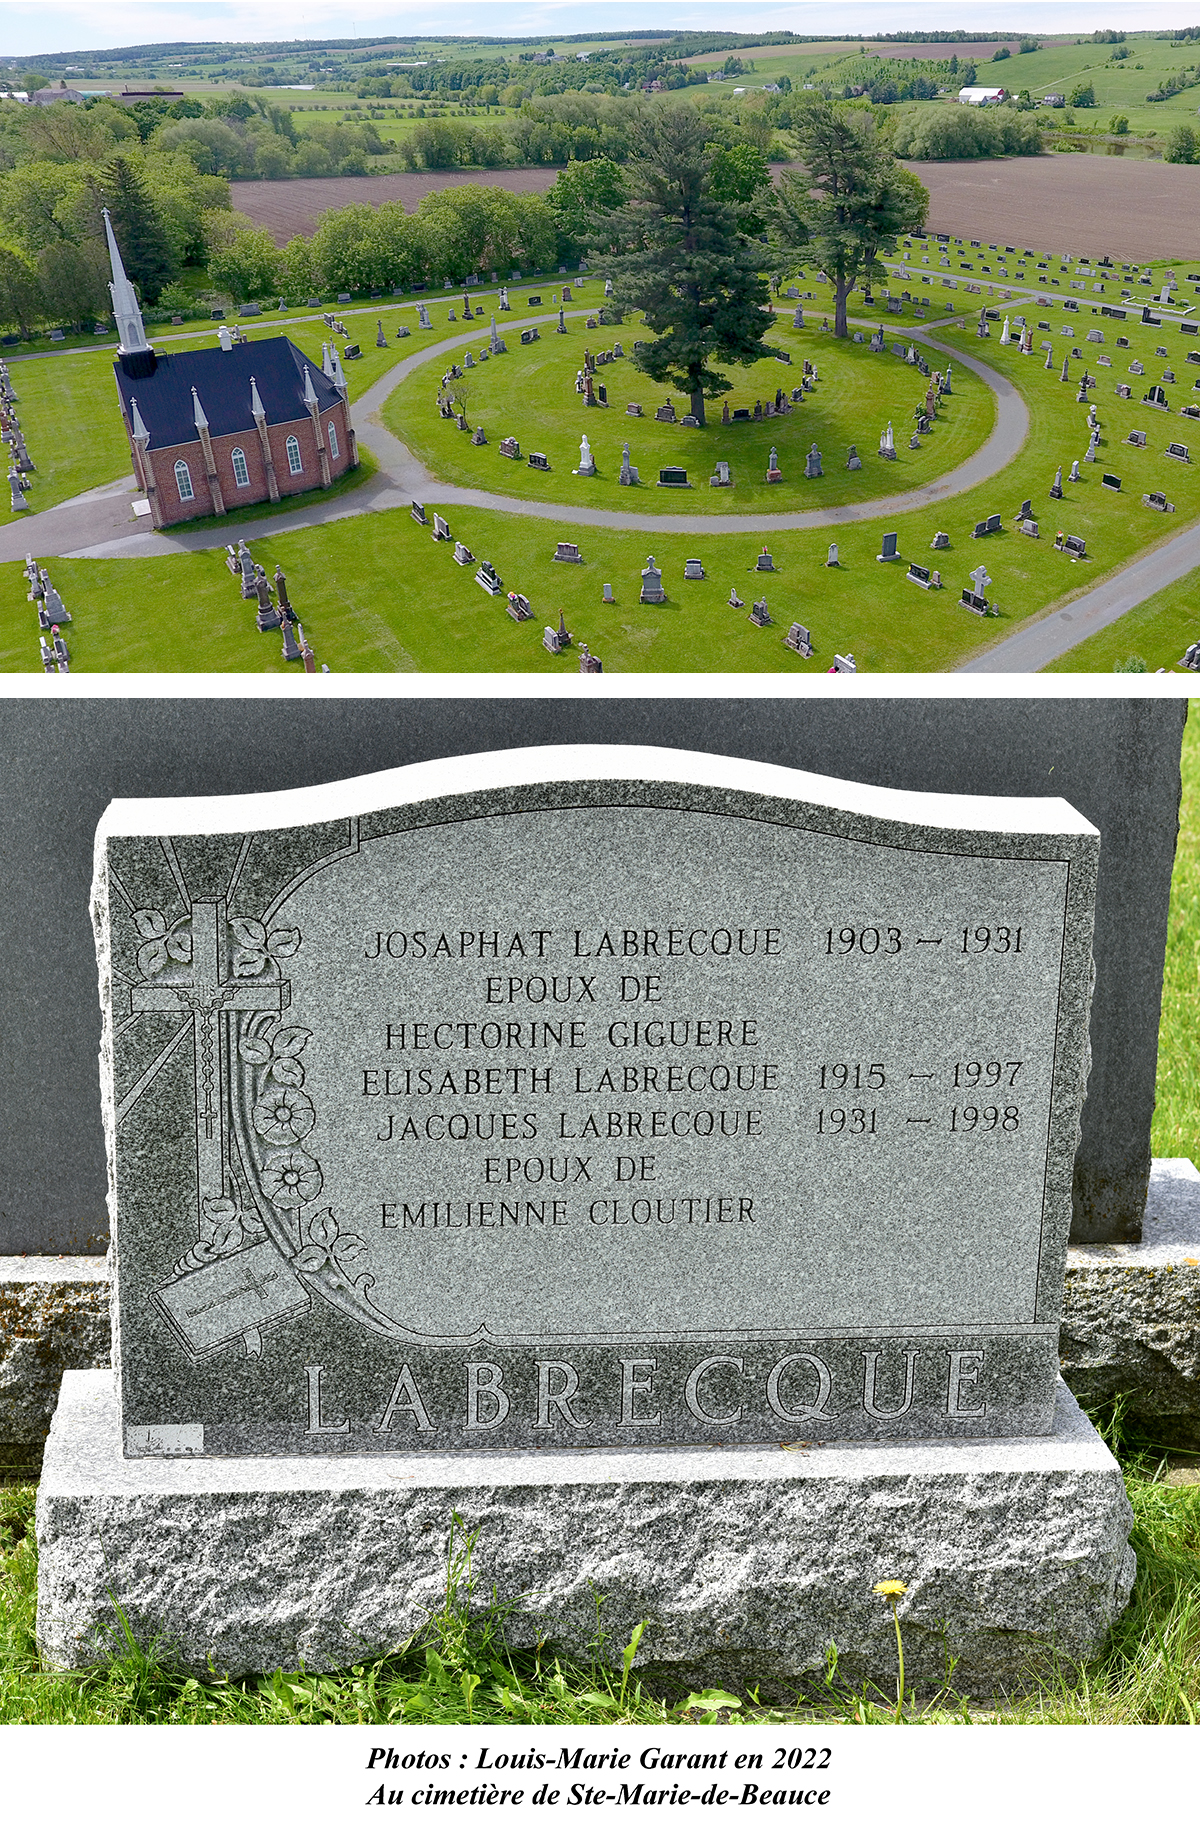 JOSAPHAT LABRECQUE 1903 – 1931
EPOUX DE
HECTORINE GIGUERE
ELISABETH LABRECQUE 1915 – 1997
JACQUES LABRECQUE 1931 – 1998
EPOUX DE
EMILIENNE CLOUTIER
LABRECQUE
Photos : Louis-Marie Garant en 2022
Au cimetière de Ste-Marie-de-Beauce